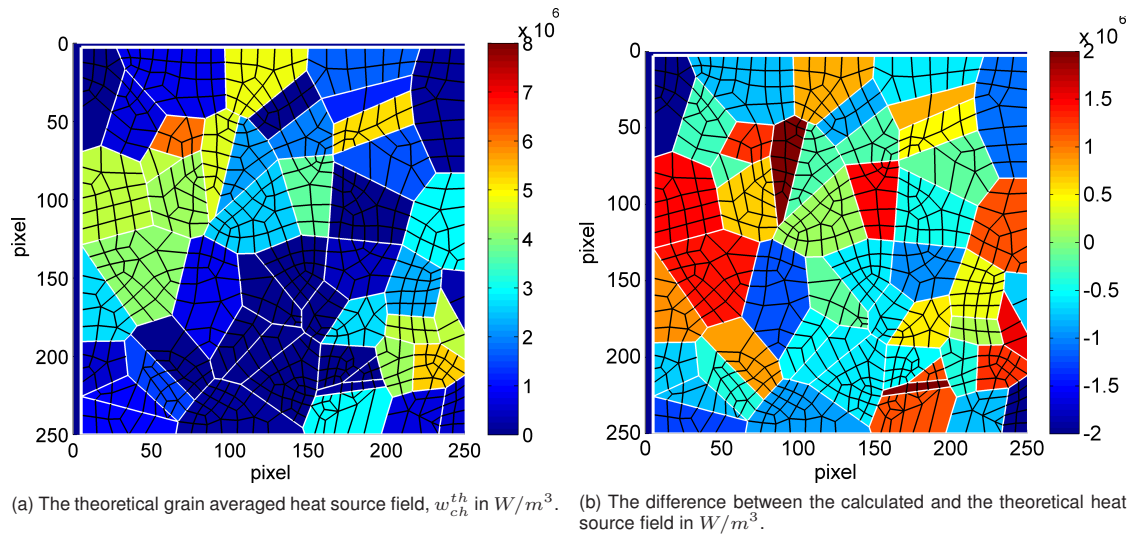 x 10^6
x 10^6
0
50
100
150
200
250
pixel
0 50 100 150 200 250
pixel
8
7
6
5
4
3
2
1
0
0
50
100
150
200
250
pixel
0 50 100 150 200 250
pixel
2
1.5
1
0.5
0
-0.5
-1
-1.5
-2
(a) The theoretical grain averaged heat source field, $w_{ch}^{th}$ in $W/m^3$.
(b) The difference between the calculated and the theoretical heat
source field in $W/m^3$.